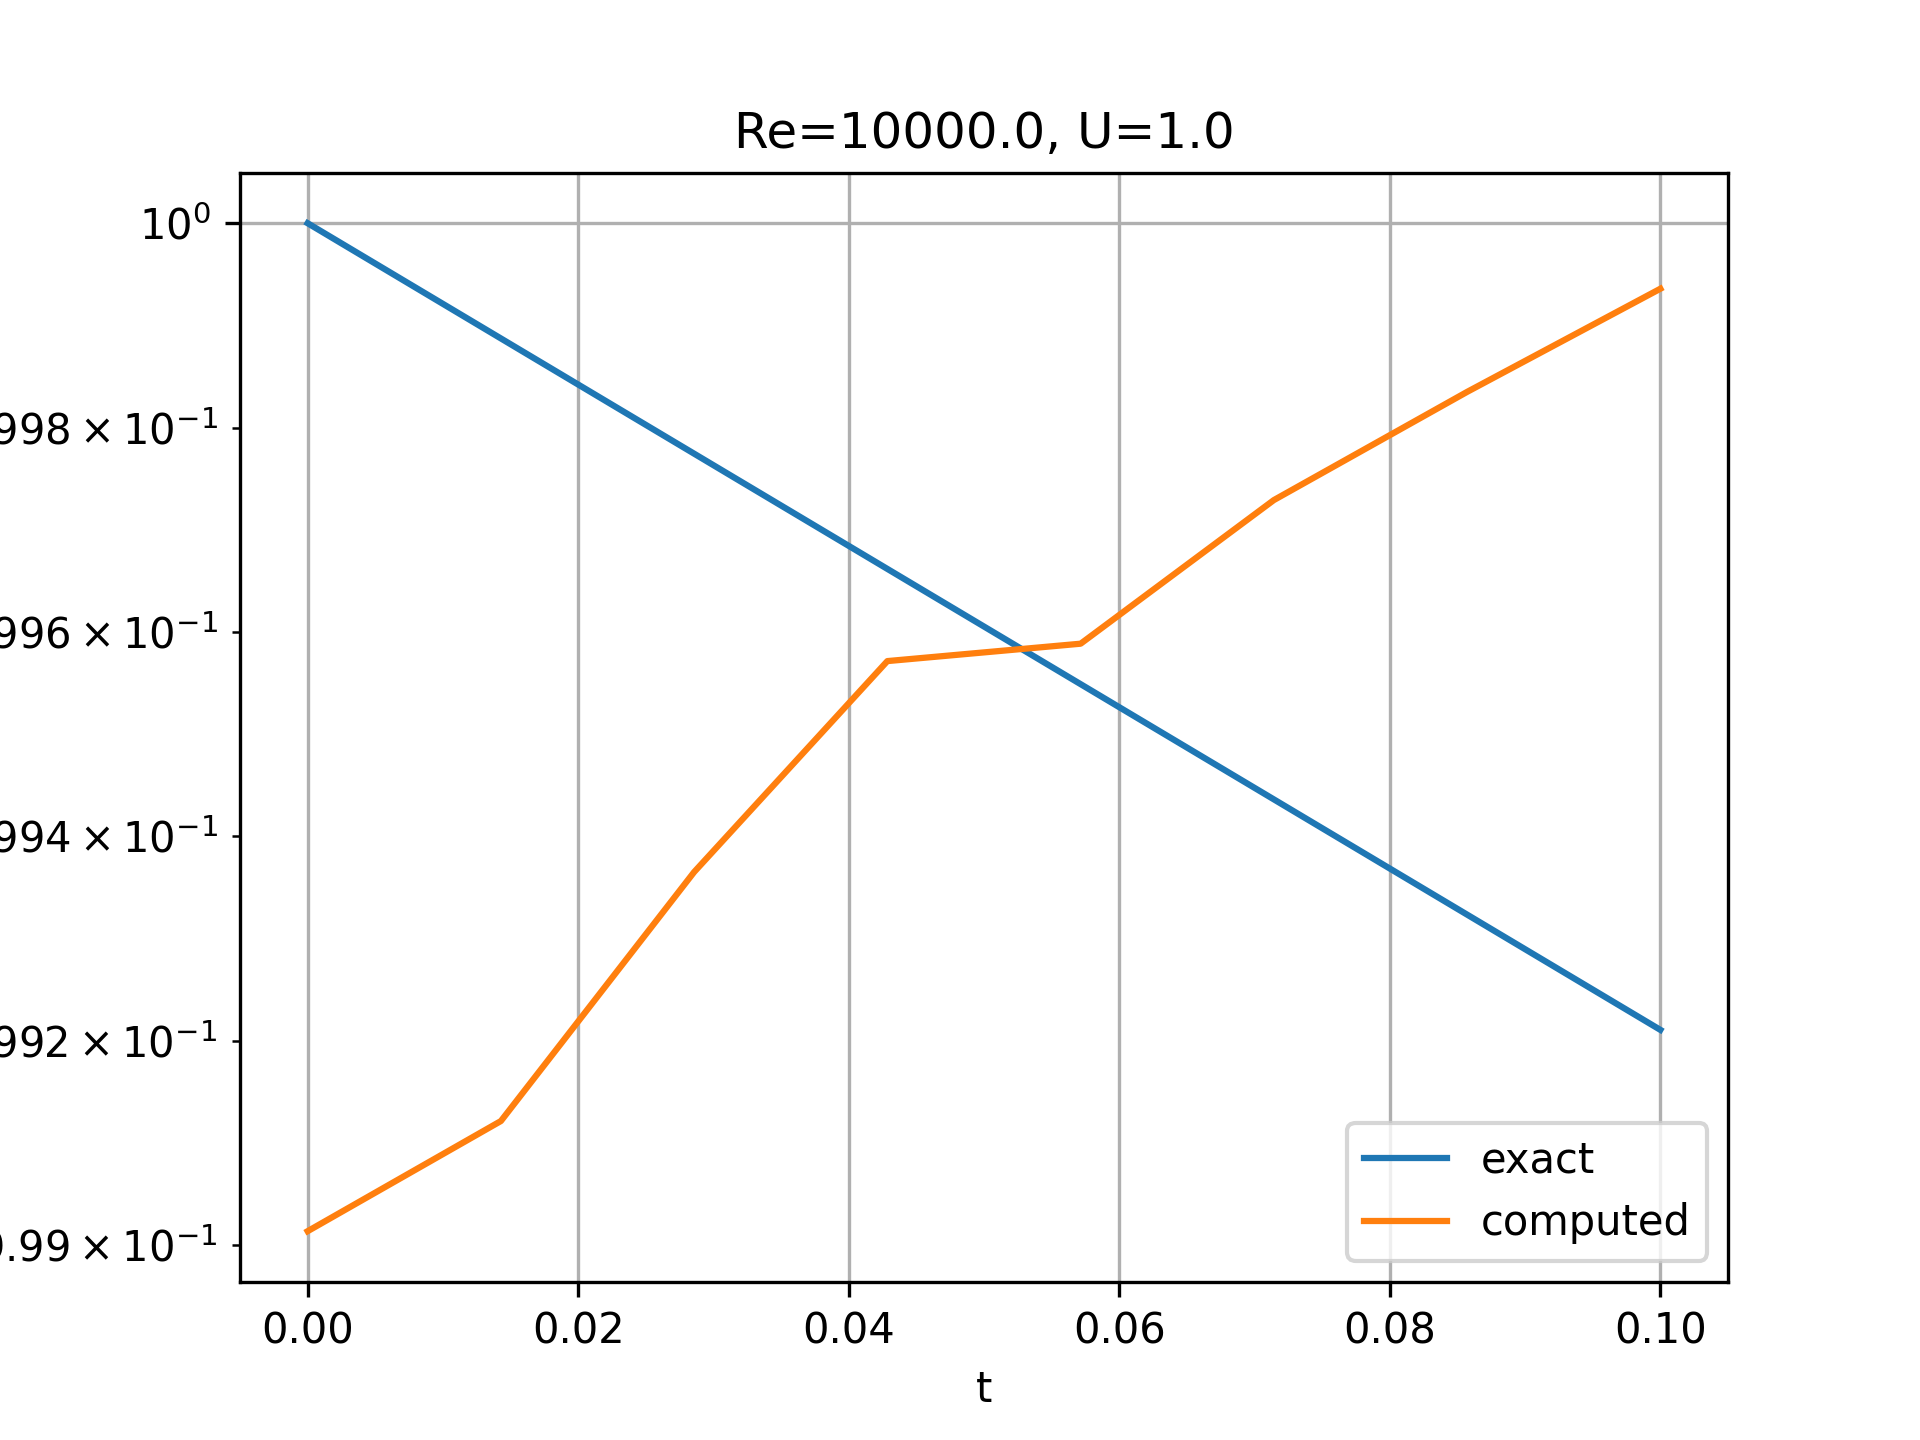 Re=10000.0, U=1.0
10⁰
998×10⁻¹
996×10⁻¹
994×10⁻¹
992×10⁻¹
.99×10⁻¹
exact
computed
0.00 0.02 0.04 0.06 0.08 0.10
t